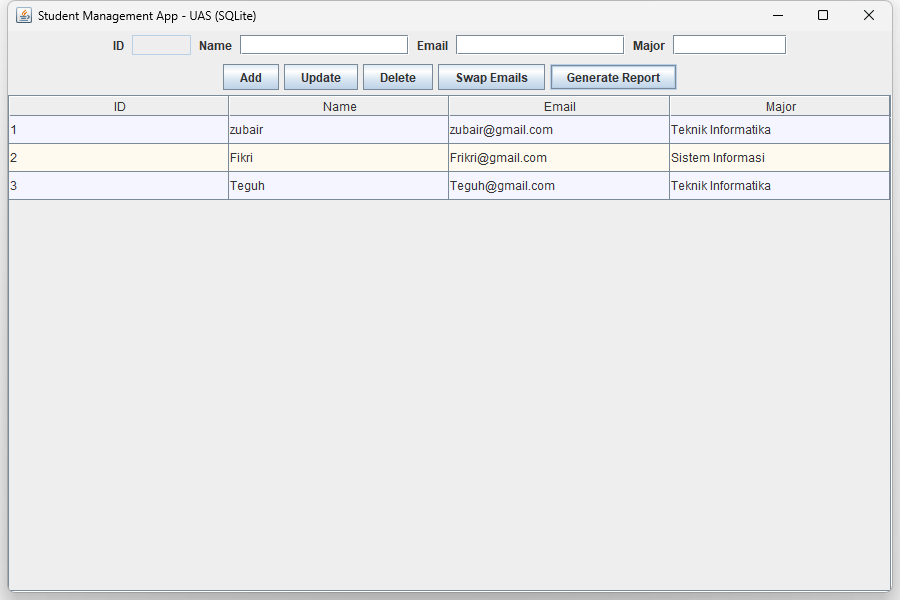 Student Management App - UAS (SQLite)
ID Name Email Major
Add Update Delete Swap Emails Generate Report
ID Name Email Major
1 zubair zubair@gmail.com Teknik Informatika
2 Fikri Frikri@gmail.com Sistem Informasi
3 Teguh Teguh@gmail.com Teknik Informatika